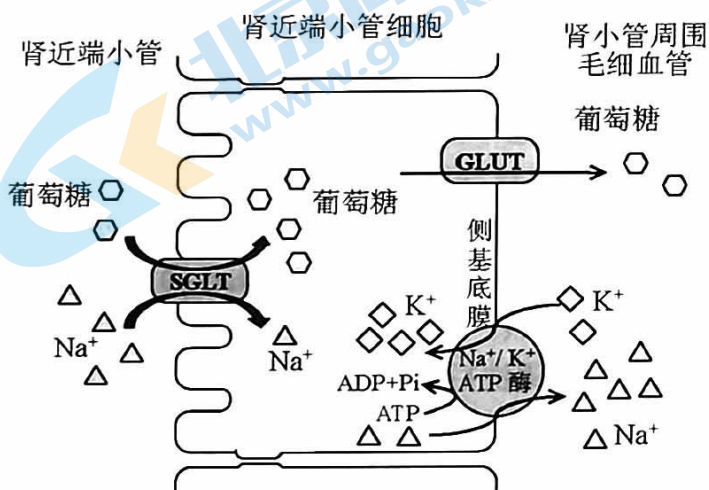 肾近端小管
肾近端小管细胞
肾小管周围
毛细血管
葡萄糖
GLUT
葡萄糖
葡萄糖
SGLT
侧基底膜
K⁺
K⁺
Na⁺
Na⁺
Na⁺/K⁺
ATP酶
ADP+Pi
ATP
Na⁺
www.gaok